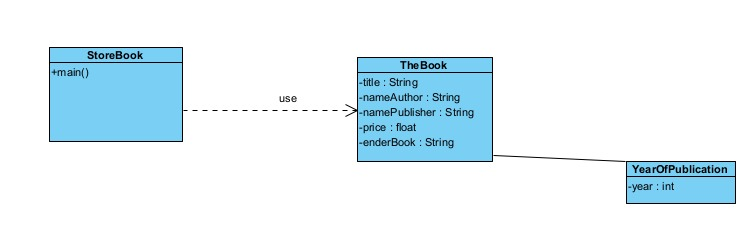 StoreBook
+main()
use
TheBook
-title : String
-nameAuthor : String
-namePublisher : String
-price : float
-enderBook : String
YearOfPublication
-year : int